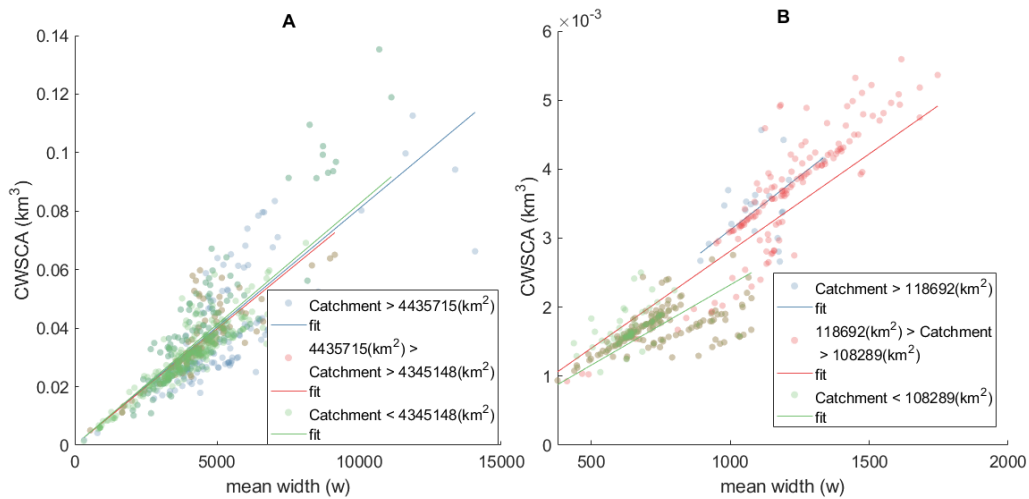 A
0.14
0.12
0.1
0.08
0.06
0.04
0.02
0
CWSCA (km³)
0
5000
10000
15000
mean width (w)
Catchment > 4435715(km²)
fit
4435715(km²) >
Catchment > 4345148(km²)
fit
Catchment < 4345148(km²)
fit
B
×10⁻³
6
5
4
3
2
1
0
CWSCA (km³)
500
1000
1500
2000
mean width (w)
Catchment > 118692(km²)
fit
118692(km²) > Catchment
> 108289(km²)
fit
Catchment < 108289(km²)
fit